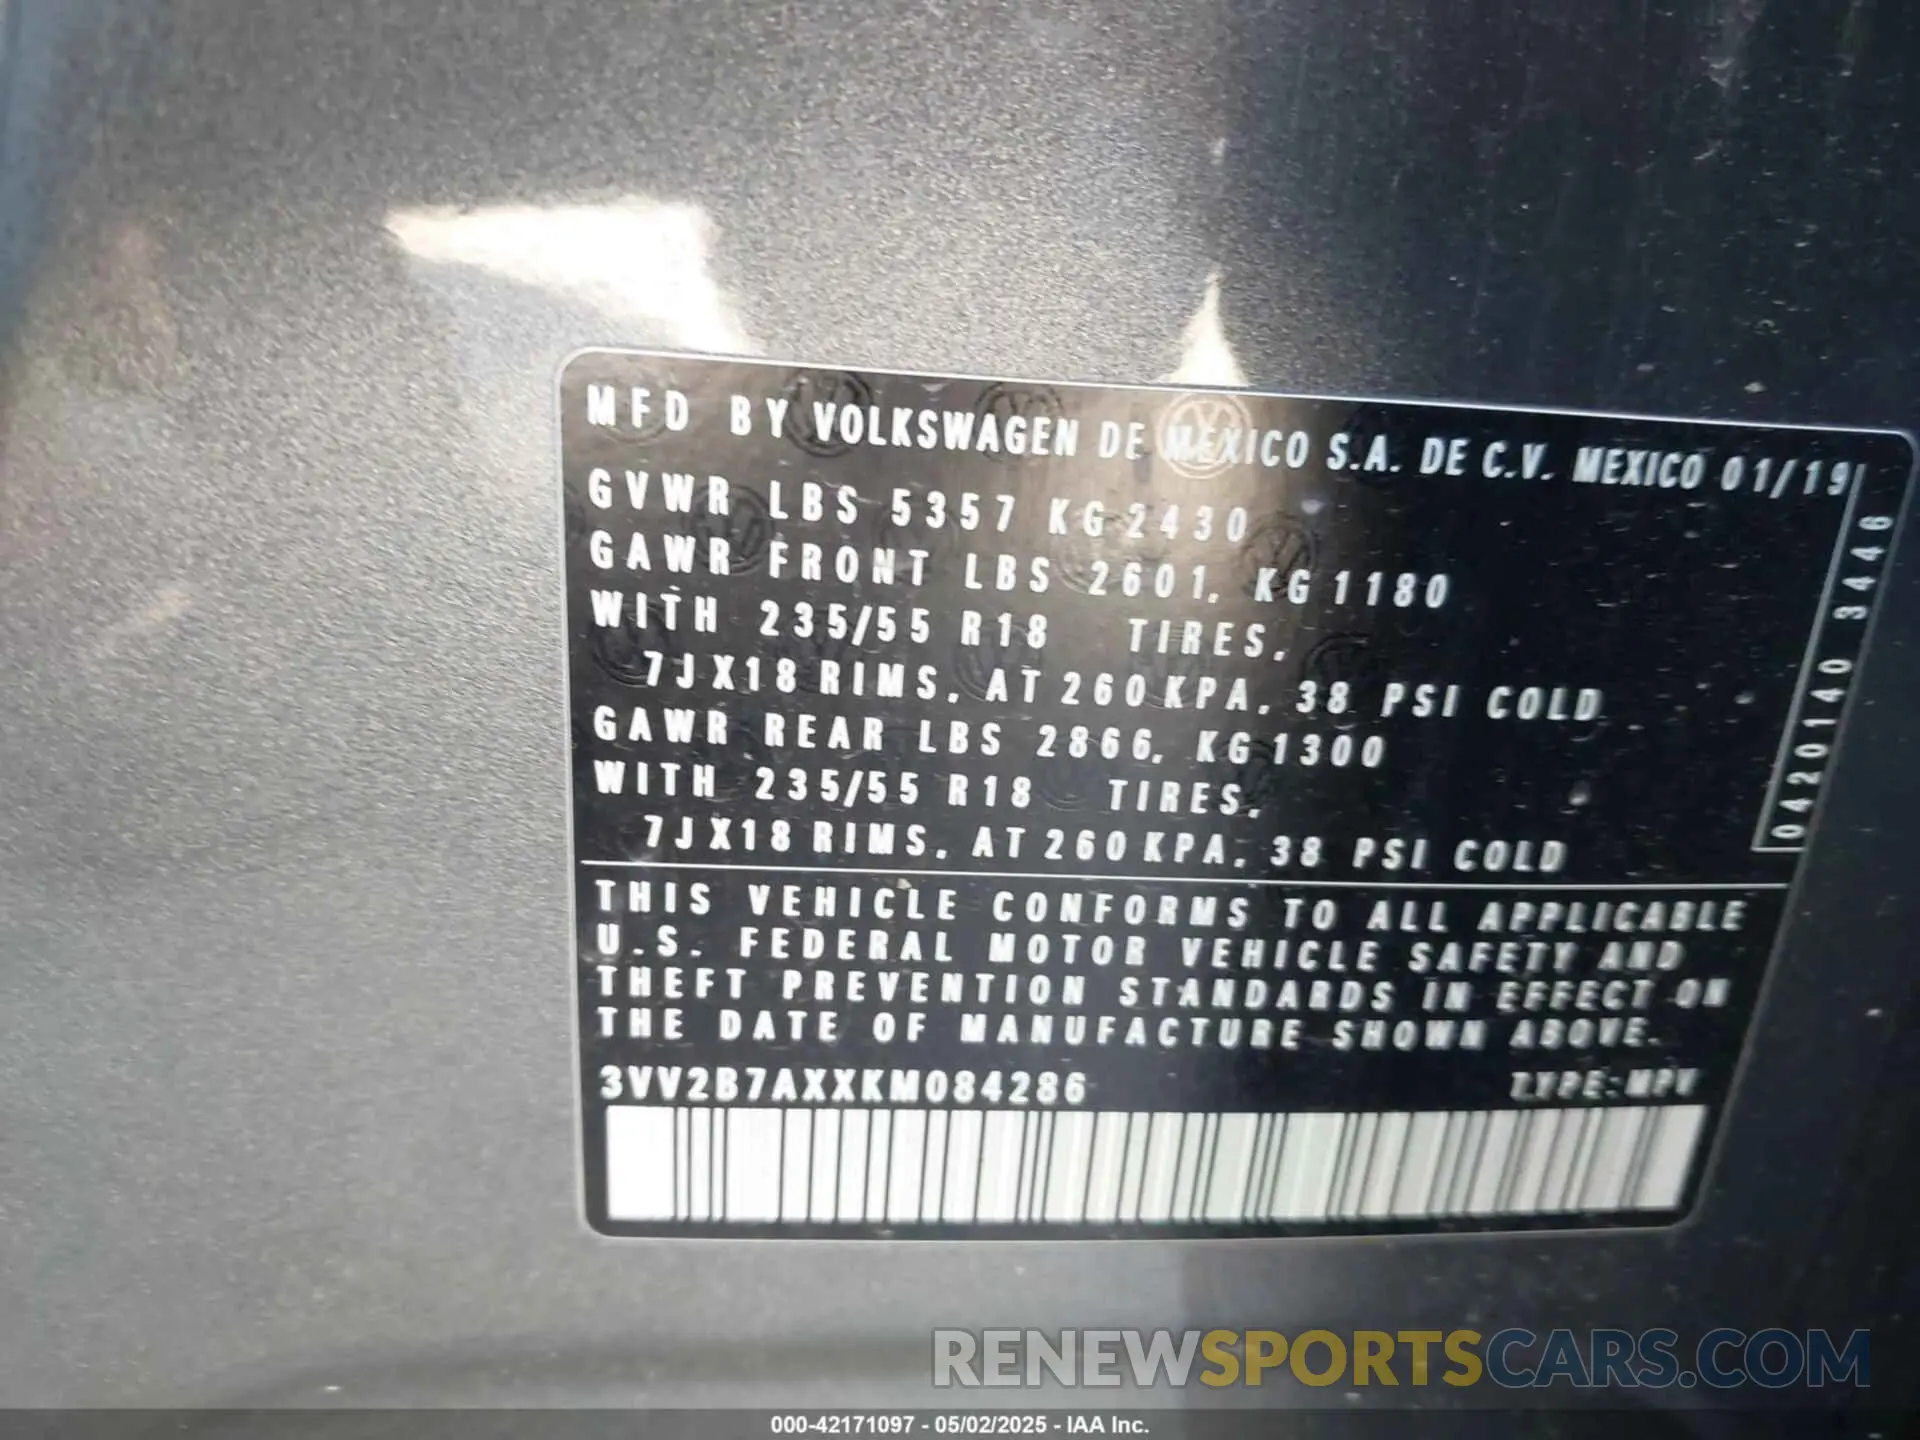 MFD BY VOLKSWAGEN DE MEXICO S.A. DE C.V. MEXICO 01/19
GVWR LBS 5357 KG 2430
GAWR FRONT LBS 2601, KG 1180
WITH 235/55 R18 TIRES,
7JX18 RIMS, AT 260 KPA, 38 PSI COLD
GAWR REAR LBS 2866, KG 1300
WITH 235/55 R18 TIRES,
7JX18 RIMS, AT 260 KPA, 38 PSI COLD
0420140 3446
THIS VEHICLE CONFORMS TO ALL APPLICABLE
U.S. FEDERAL MOTOR VEHICLE SAFETY AND
THEFT PREVENTION STANDARDS IN EFFECT ON
THE DATE OF MANUFACTURE SHOWN ABOVE.
3VV2B7AXXKM084286 TYPE: MPV
RENEWSPORTSCARS.COM
000-42171097 - 05/02/2025 - IAA Inc.